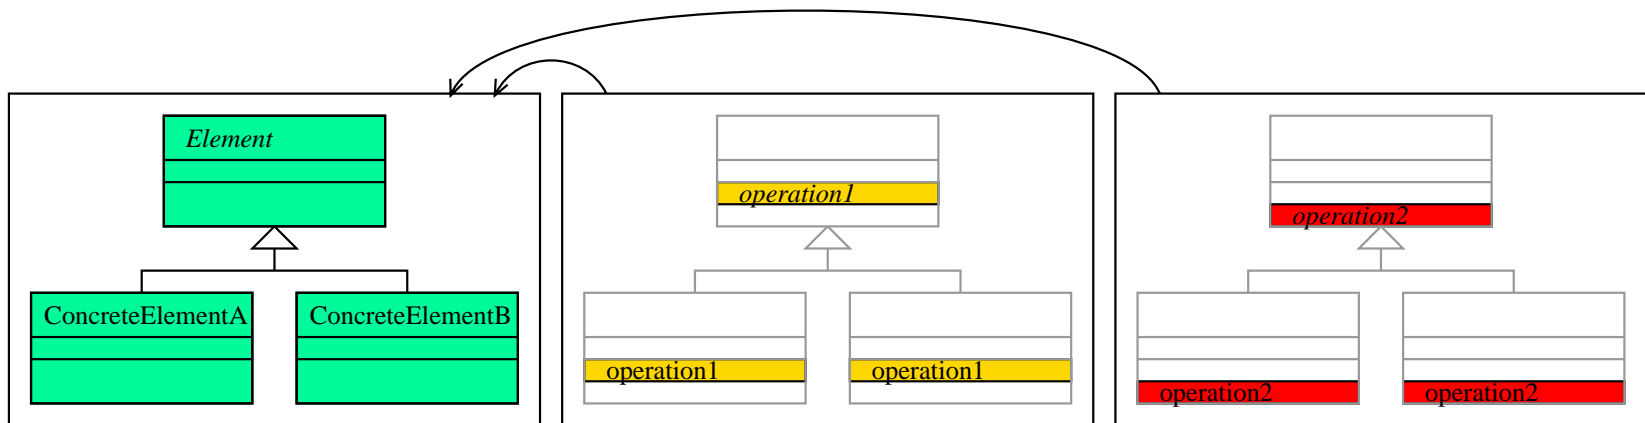 Element
ConcreteElementA
ConcreteElementB
operation1
operation1
operation1
operation2
operation2
operation2